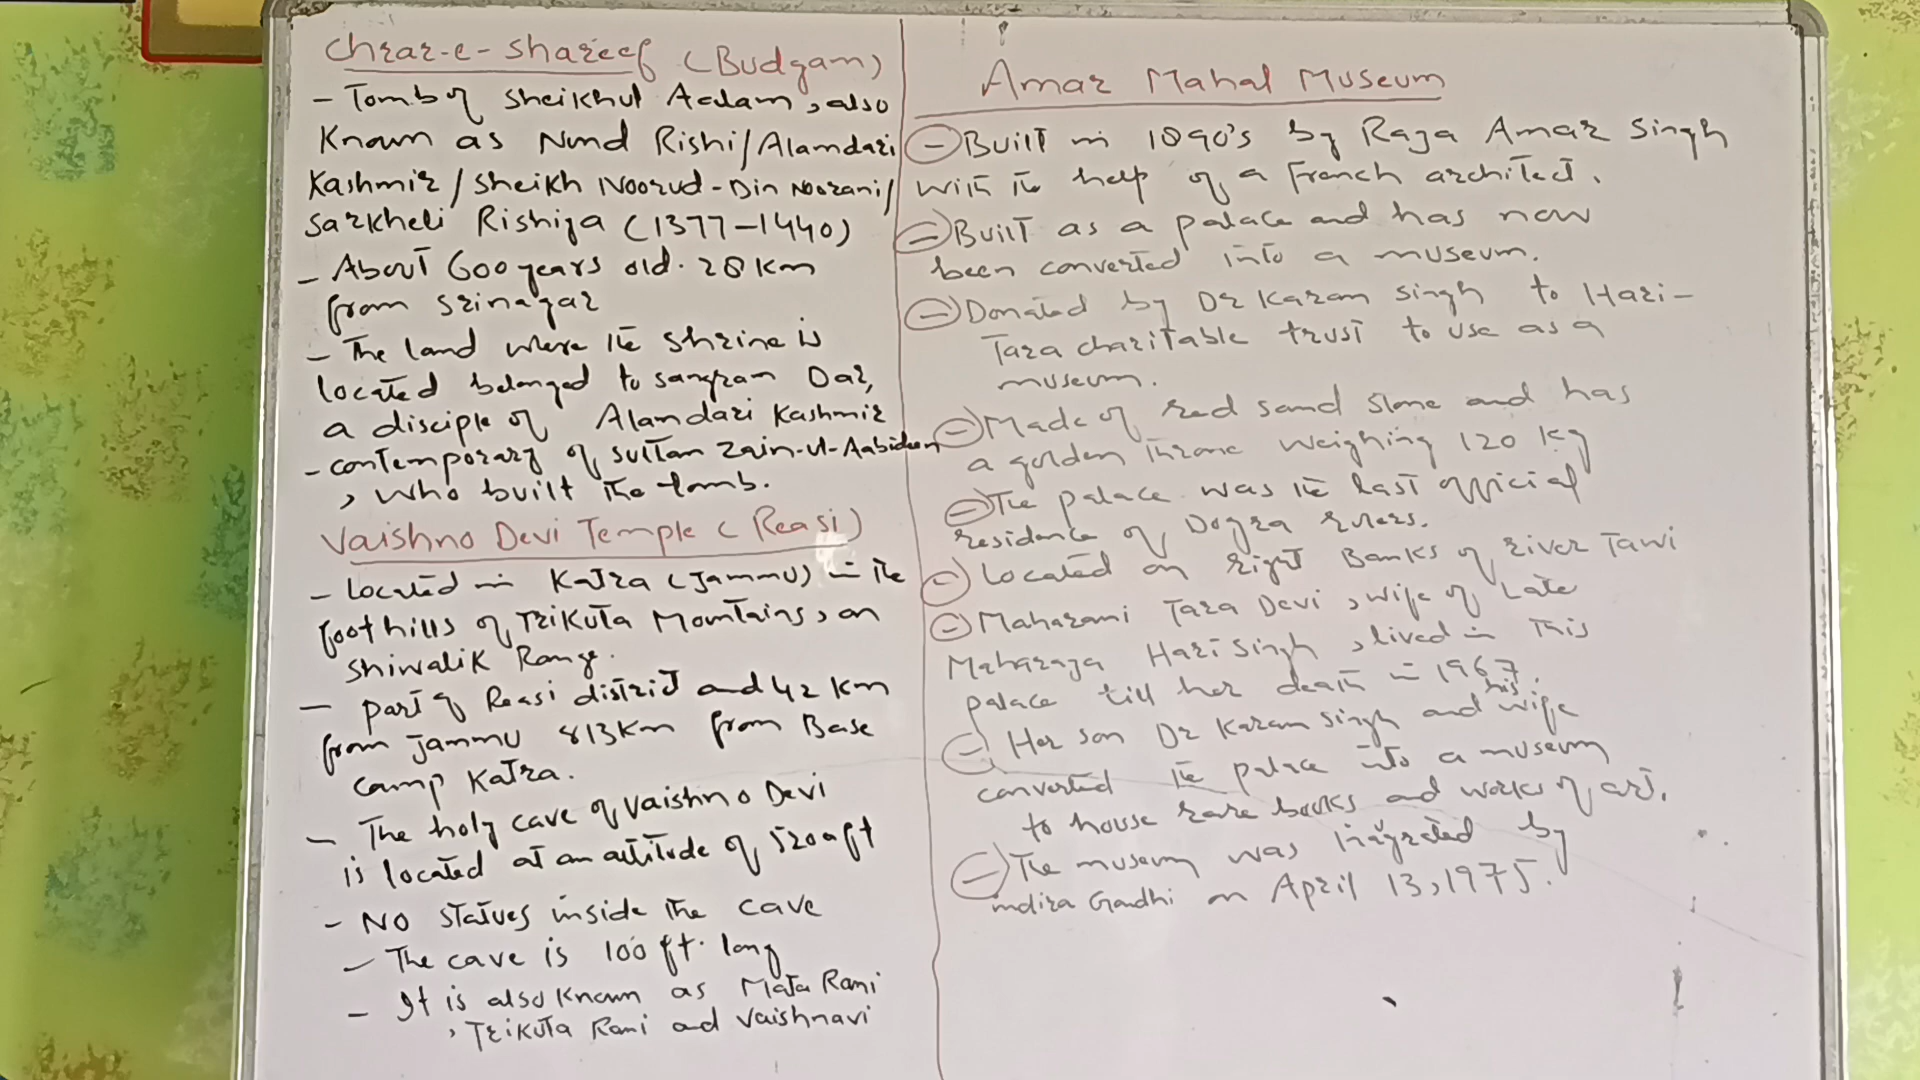 Chrar-e-Shareef (Budgam)
- Tomb of Sheikhul Aalam, also
Known as Nund Rishi/Alamdari
Kashmir/Sheikh Noorud-Din Noorani/
Sarkheli Rishiya (1377-1440)
- About 600 years old. 28 Km
from Srinagar
- The land where the shrine is
located belonged to Sangram Dar,
a disciple of Alamdari Kashmir
- contemporary of Sultan Zain-ul-Aabideen
, who built the tomb.
Vaishno Devi Temple (Reasi)
- Located in Katra (Jammu) in the
foothills of Trikuta Mountains, on
Shiwalik Range.
- Part of Reasi district and 42 Km
from Jammu & 13Km from Base
camp Katra.
- The holy cave of Vaishno Devi
is located at an altitude of 5200ft
- No statues inside the cave
- The cave is 100 ft. long
- It is also known as Mata Rani
, Trikuta Rani and Vaishnavi
Amar Mahal Museum
- Built in 1890's by Raja Amar Singh
with the help of a French architect.
- Built as a palace and has now
been converted into a museum.
- Donated by Dr Karan Singh to Hari-
Tara charitable trust to use as a
museum.
- Made of red sand stone and has
a golden throne weighing 120 kg
- The palace was the last official
residence of Dogra rulers.
- Located on right Banks of river Tawi
- Maharani Tara Devi, wife of Late
Maharaja Hari Singh, lived in this
palace till her death in 1967.
- Her son Dr Karan Singh and his wife
converted the palace into a museum
to house rare books and works of art.
- The museum was by
indira Gandhi on April 13, 1975.